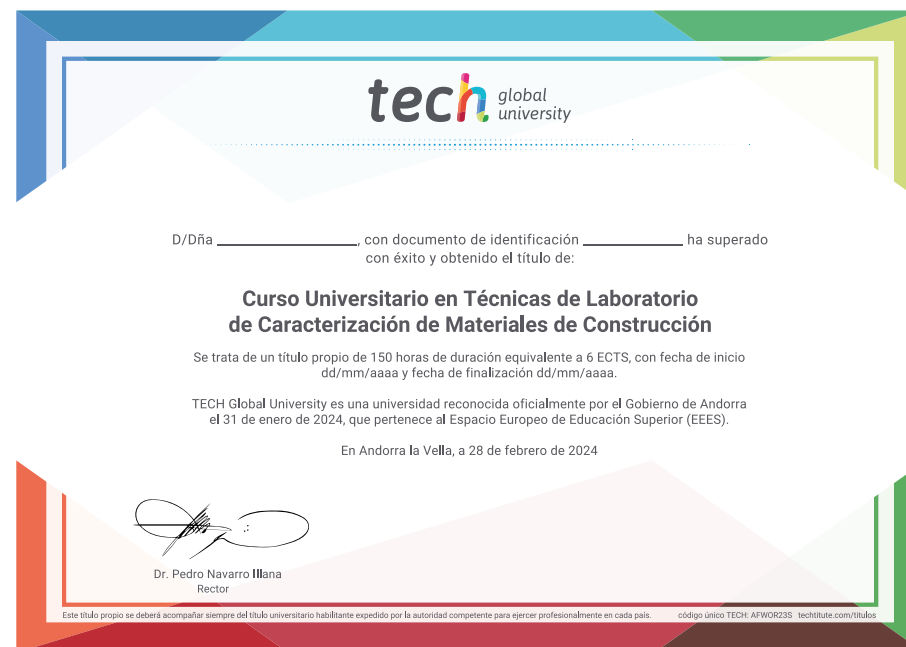 tech global university
D/Dña ________________, con documento de identificación ____________ ha superado
con éxito y obtenido el título de:
Curso Universitario en Técnicas de Laboratorio
de Caracterización de Materiales de Construcción
Se trata de un título propio de 150 horas de duración equivalente a 6 ECTS, con fecha de inicio
dd/mm/aaaa y fecha de finalización dd/mm/aaaa.
TECH Global University es una universidad reconocida oficialmente por el Gobierno de Andorra
el 31 de enero de 2024, que pertenece al Espacio Europeo de Educación Superior (EEES).
En Andorra la Vella, a 28 de febrero de 2024
Dr. Pedro Navarro Illana
Rector
Este título propio se deberá acompañar siempre del título universitario habilitante expedido por la autoridad competente para ejercer profesionalmente en cada país. código único TECH: AFWOR23S techtitute.com/titulos